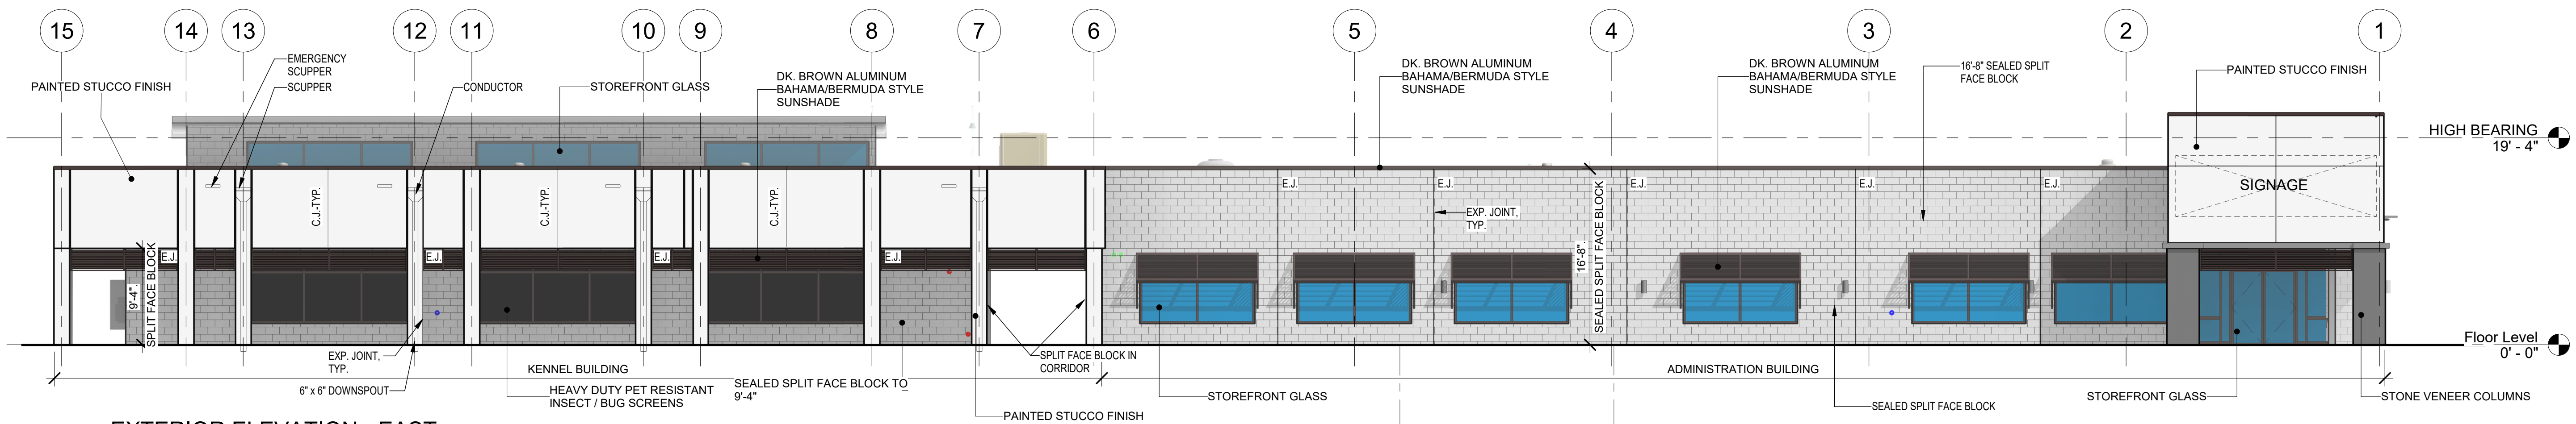 15
14
13
12
11
10
9
8
7
6
5
4
3
2
1
PAINTED STUCCO FINISH
EMERGENCY
SCUPPER
SCUPPER
CONDUCTOR
STOREFRONT GLASS
DK. BROWN ALUMINUM
BAHAMA/BERMUDA STYLE
SUNSHADE
DK. BROWN ALUMINUM
BAHAMA/BERMUDA STYLE
SUNSHADE
DK. BROWN ALUMINUM
BAHAMA/BERMUDA STYLE
SUNSHADE
16'-8" SEALED SPLIT
FACE BLOCK
PAINTED STUCCO FINISH
HIGH BEARING
19' - 4"
C.J.-TYP.
C.J.-TYP.
C.J.-TYP.
E.J.
E.J.
E.J.
E.J.
E.J.
SIGNAGE
EXP. JOINT,
TYP.
9'-4".
SPLIT FACE BLOCK
E.J.
E.J.
E.J.
E.J.
16'-8".
SEALED SPLIT FACE BLOCK
Floor Level
0' - 0"
EXP. JOINT,
TYP.
6" x 6" DOWNSPOUT
KENNEL BUILDING
HEAVY DUTY PET RESISTANT
INSECT / BUG SCREENS
SEALED SPLIT FACE BLOCK TO
9'-4"
SPLIT FACE BLOCK IN
CORRIDOR
PAINTED STUCCO FINISH
STOREFRONT GLASS
ADMINISTRATION BUILDING
SEALED SPLIT FACE BLOCK
STOREFRONT GLASS
STONE VENEER COLUMNS
EXTERIOR ELEVATION - EAST